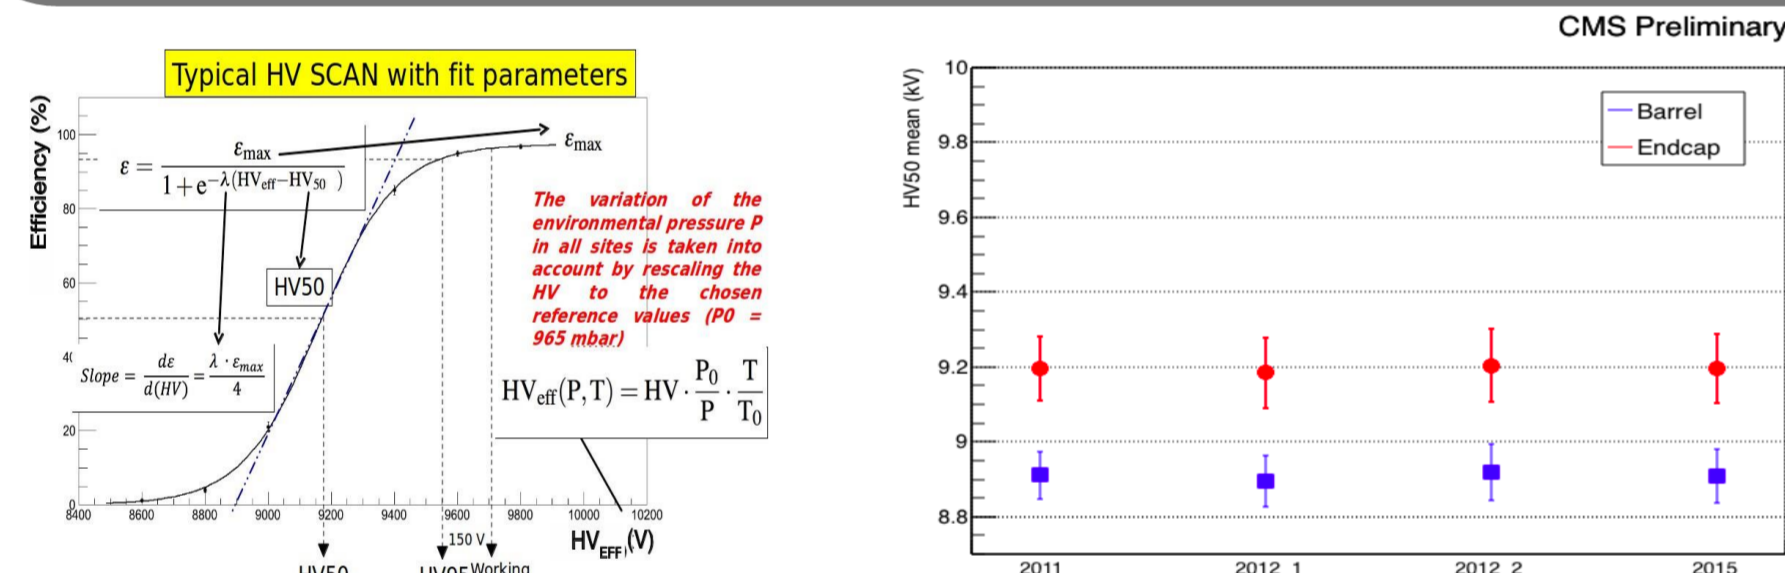 CMS Preliminary
Typical HV SCAN with fit parameters
Efficiency (%)
100
80
60
20
0
ε = εmax / 1+e^−λ(HVeff−HV50 )
εmax
HV50
Slope = dε / d(HV) = λ · εmax / 4
The variation of the
environmental pressure P
in all sites is taken into
account by rescaling the
HV to the chosen
reference values (P0 =
965 mbar)
HVeff(P,T) = HV · P0 / P · T / T0
8400 8600 8800 9000 9200 9400 9600 9800 10000 10200
150 V
HVEFF (V)
HV50
HV95
Working
HV50 mean (kV)
10
9.8
9.6
9.4
9.2
9
8.8
Barrel
Endcap
2011 2012_1 2012_2 2015